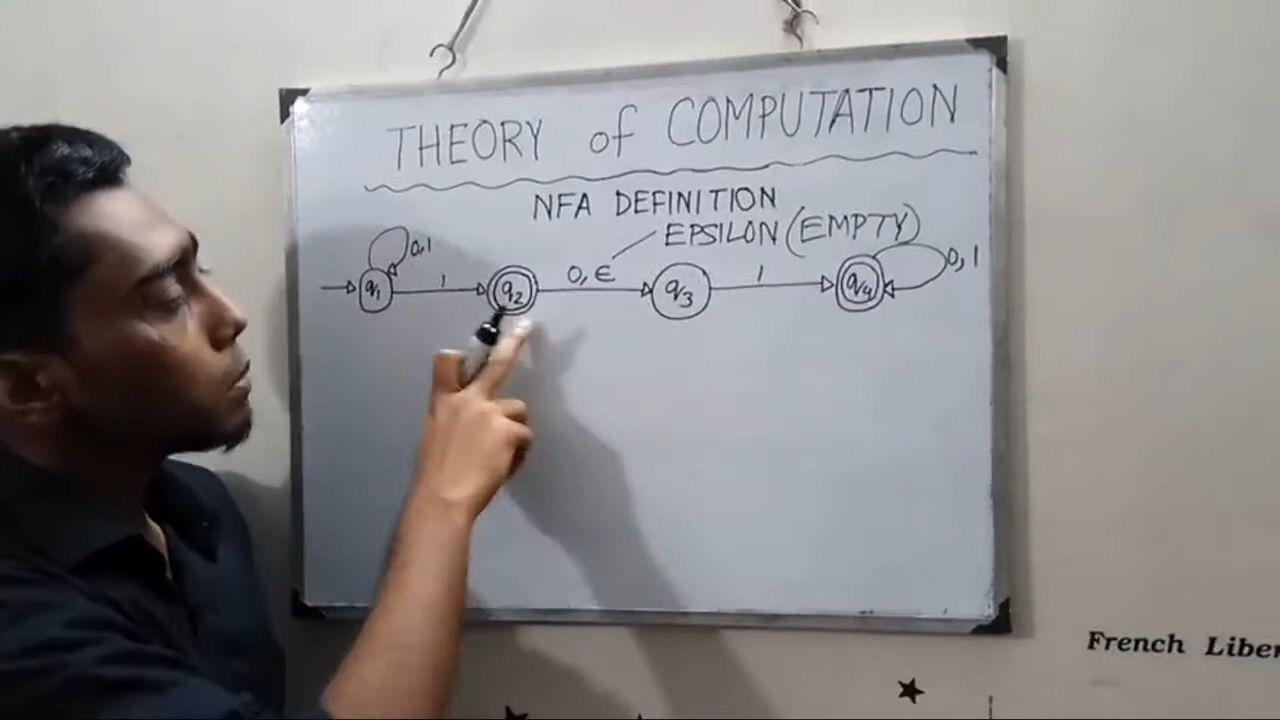 THEORY of COMPUTATION
NFA DEFINITION
EPSILON (EMPTY)
0,1 1 0, ϵ 1 0, 1
q1 q2 q3 q4
French Liber